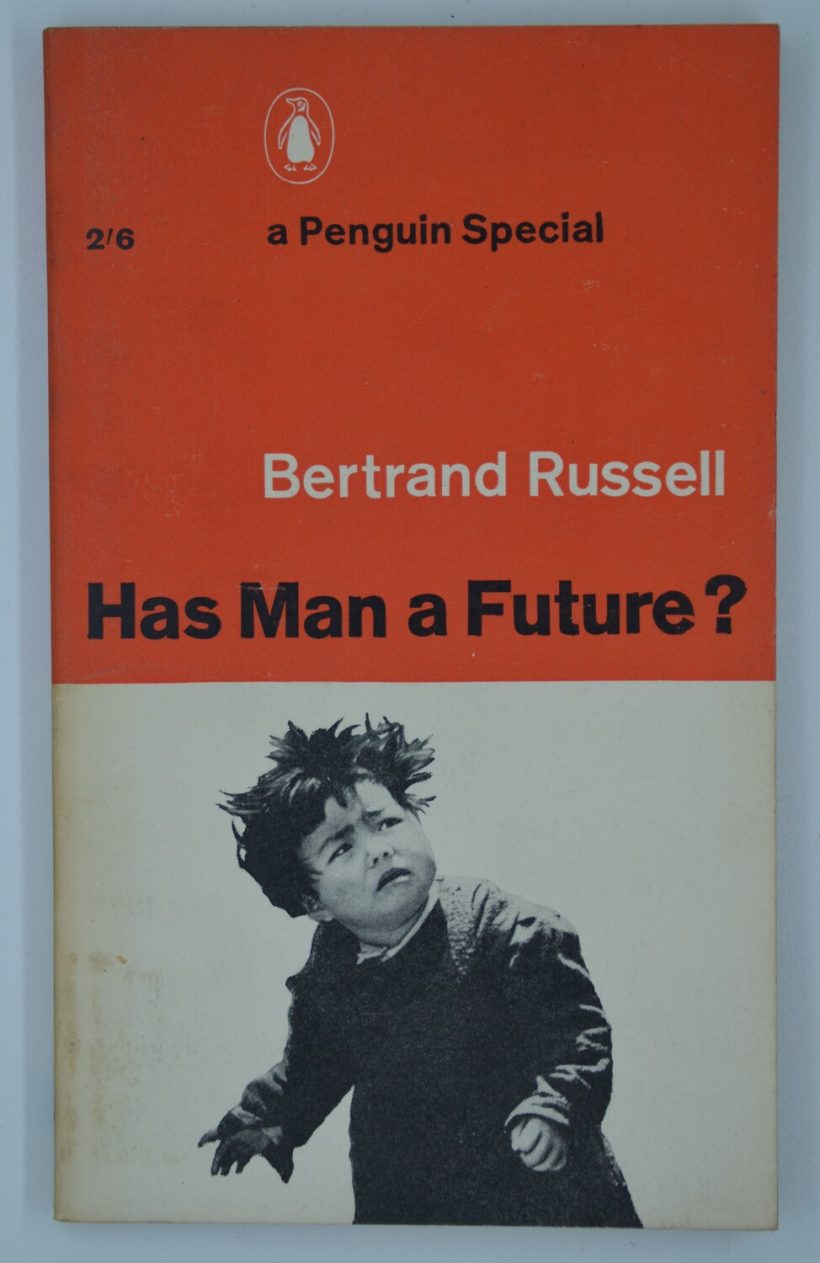 2/6
a Penguin Special
Bertrand Russell
Has Man a Future?